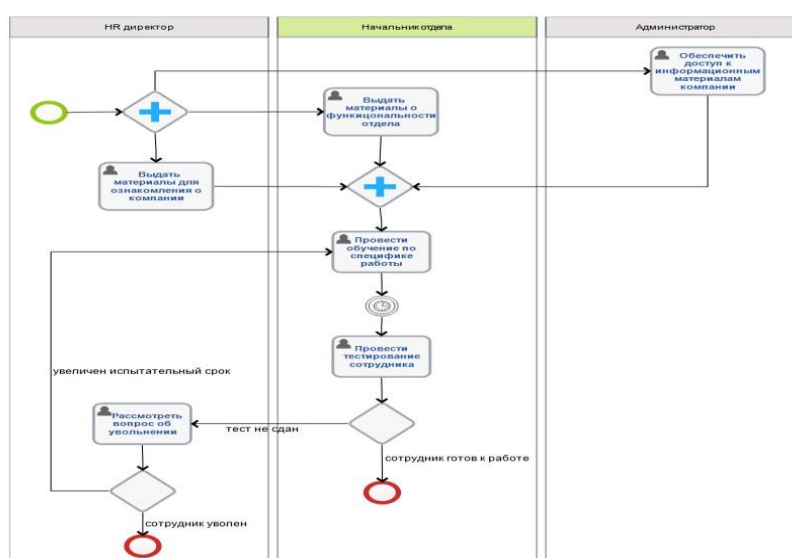 HR директор
Начальник отдела
Администратор
Обеспечить
доступ к
информационным
материалам
компании
Выдать
материалы о
функциональности
отдела
Выдать
материалы для
ознакомления о
компании
Провести
обучение по
специфике
работы
Провести
тестирование
сотрудника
увеличен испытательный срок
Рассмотреть
вопрос об
увольнении
тест не сдан
сотрудник готов к работе
сотрудник уволен